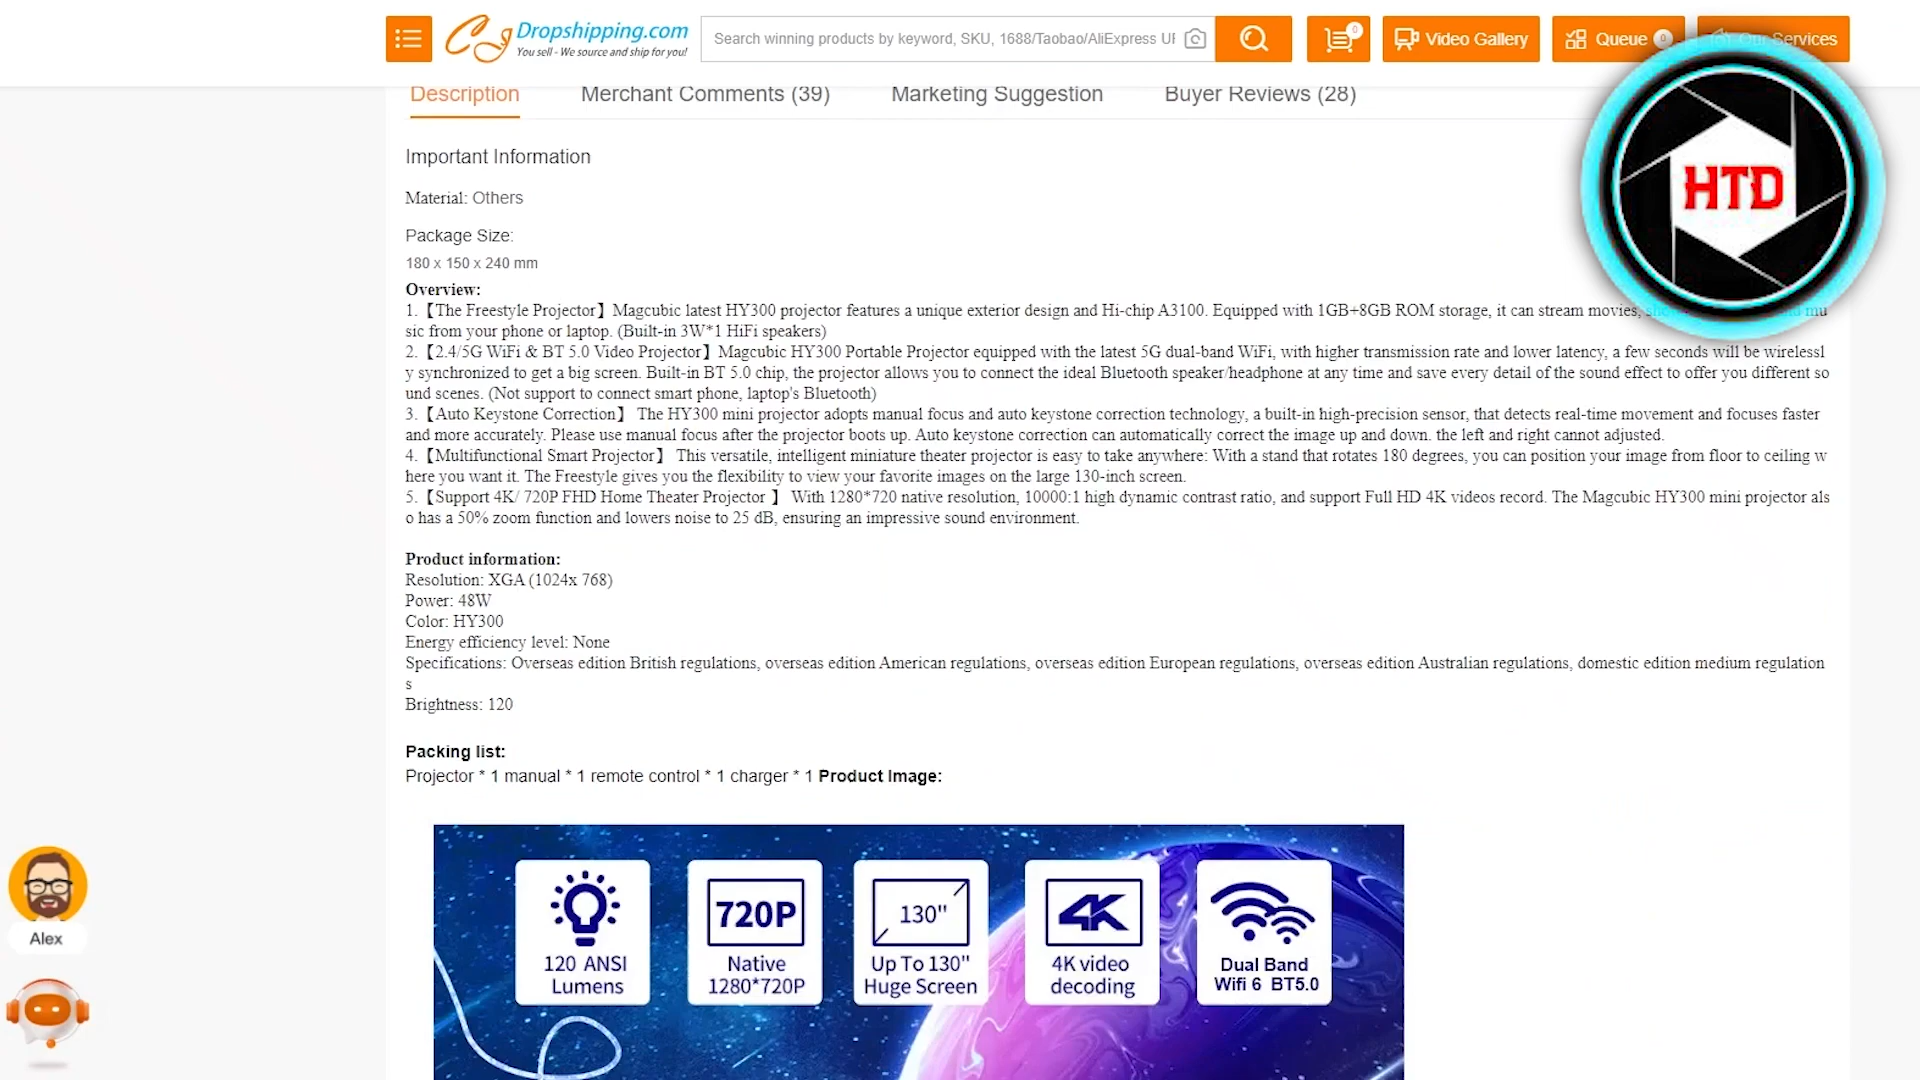 Dropshipping.com
You sell - We source and ship for you!
Search winning products by keyword, SKU, 1688/Taobao/AliExpress
0
Video Gallery
Queue 0
Our Services
Description
Merchant Comments (39)
Marketing Suggestion
Buyer Reviews (28)
HTD
Important Information
Material: Others
Package Size:
180 x 150 x 240 mm
Overview:
1.【The Freestyle Projector】Magcubic latest HY300 projector features a unique exterior design and Hi-chip A3100. Equipped with 1GB+8GB ROM storage, it can stream movies, mu
sic from your phone or laptop. (Built-in 3W*1 HiFi speakers)
2.【2.4/5G WiFi & BT 5.0 Video Projector】Magcubic HY300 Portable Projector equipped with the latest 5G dual-band WiFi, with higher transmission rate and lower latency, a few seconds will be wirelessl
y synchronized to get a big screen. Built-in BT 5.0 chip, the projector allows you to connect the ideal Bluetooth speaker/headphone at any time and save every detail of the sound effect to offer you different so
und scenes. (Not support to connect smart phone, laptop's Bluetooth)
3.【Auto Keystone Correction】 The HY300 mini projector adopts manual focus and auto keystone correction technology, a built-in high-precision sensor, that detects real-time movement and focuses faster
and more accurately. Please use manual focus after the projector boots up. Auto keystone correction can automatically correct the image up and down. the left and right cannot adjusted.
4.【Multifunctional Smart Projector】 This versatile, intelligent miniature theater projector is easy to take anywhere: With a stand that rotates 180 degrees, you can position your image from floor to ceiling w
here you want it. The Freestyle gives you the flexibility to view your favorite images on the large 130-inch screen.
5.【Support 4K/ 720P FHD Home Theater Projector 】 With 1280*720 native resolution, 10000:1 high dynamic contrast ratio, and support Full HD 4K videos record. The Magcubic HY300 mini projector als
o has a 50% zoom function and lowers noise to 25 dB, ensuring an impressive sound environment.
Product information:
Resolution: XGA (1024x 768)
Power: 48W
Color: HY300
Energy efficiency level: None
Specifications: Overseas edition British regulations, overseas edition American regulations, overseas edition European regulations, overseas edition Australian regulations, domestic edition medium regulation
s
Brightness: 120
Packing list:
Projector * 1 manual * 1 remote control * 1 charger * 1 Product Image:
120 ANSI
Lumens
720P
Native
1280*720P
130"
Up To 130"
Huge Screen
4K
4K video
decoding
Dual Band
Wifi 6 BT5.0
Alex